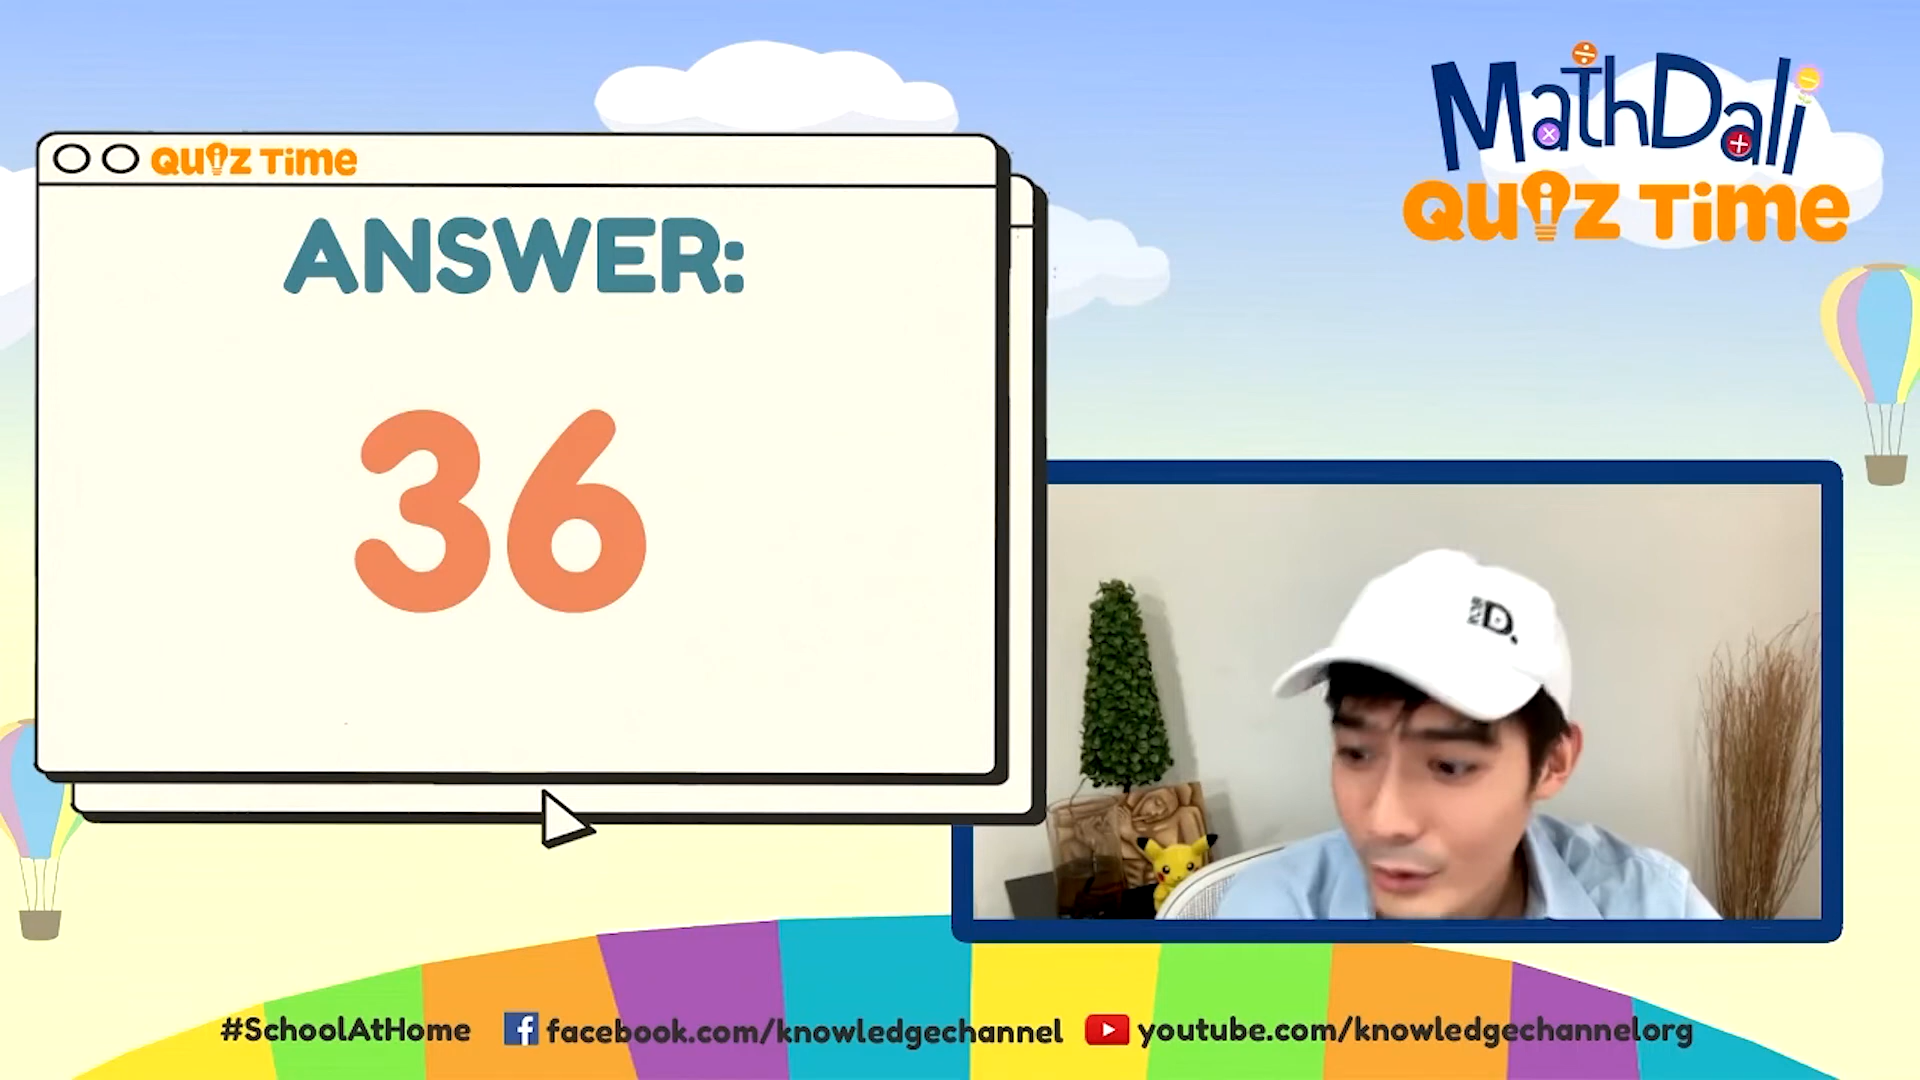 MathDali
QUIZ TIME
QUIZ TIME
ANSWER:
36
D.
#SchoolAtHome
facebook.com/knowledgechannel
youtube.com/knowledgechannelorg